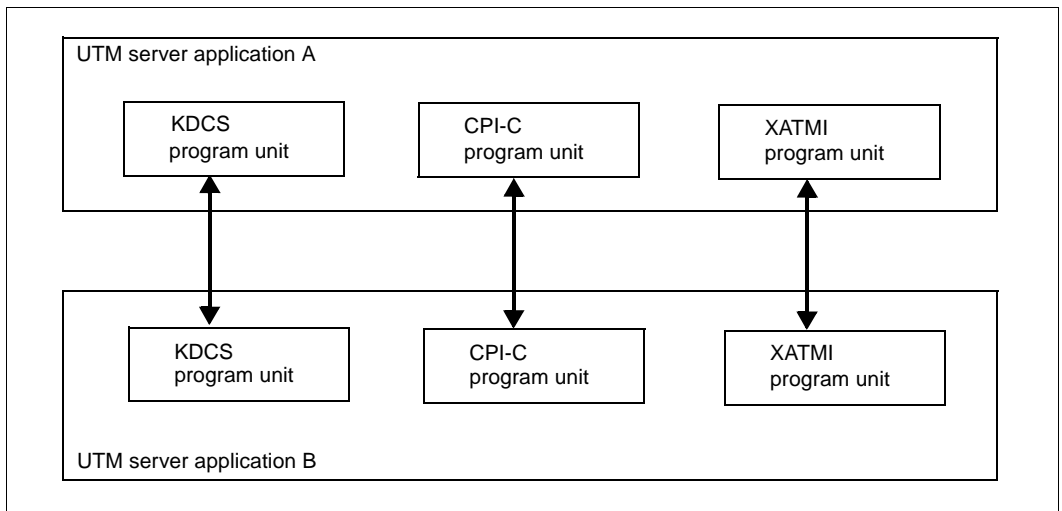 UTM server application A
KDCS
program unit
CPI-C
program unit
XATMI
program unit
KDCS
program unit
CPI-C
program unit
XATMI
program unit
UTM server application B